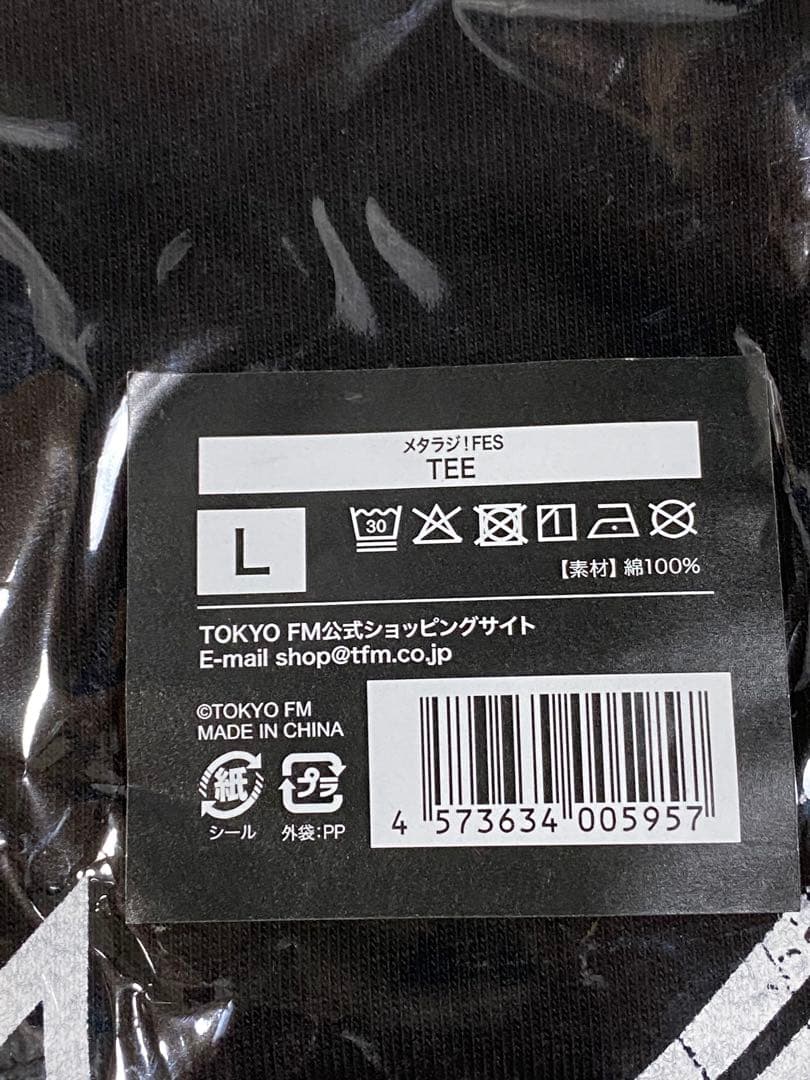 メタラジ!FES
TEE
L
30
【素材】綿100%
TOKYO FM公式ショッピングサイト
E-mail shop@tfm.co.jp
©TOKYO FM
MADE IN CHINA
紙
プラ
シール
外袋:PP
4 573634 005957